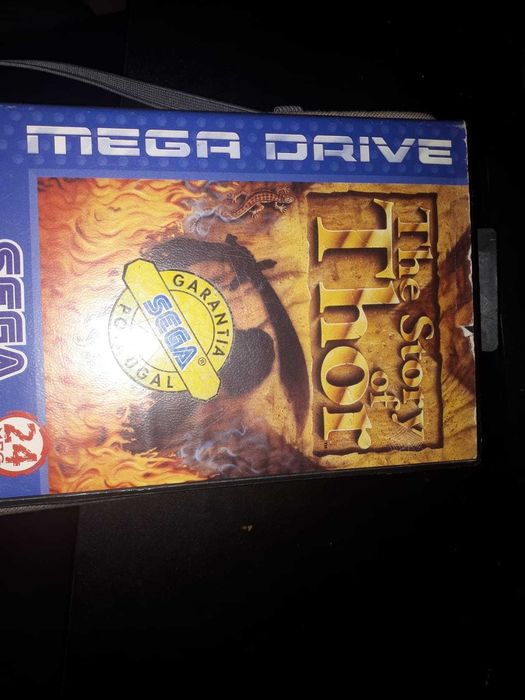 MEGA DRIVE
The Story
of
Thor
GARANTIA
SEGA®
PORTUGAL
SEGA
24